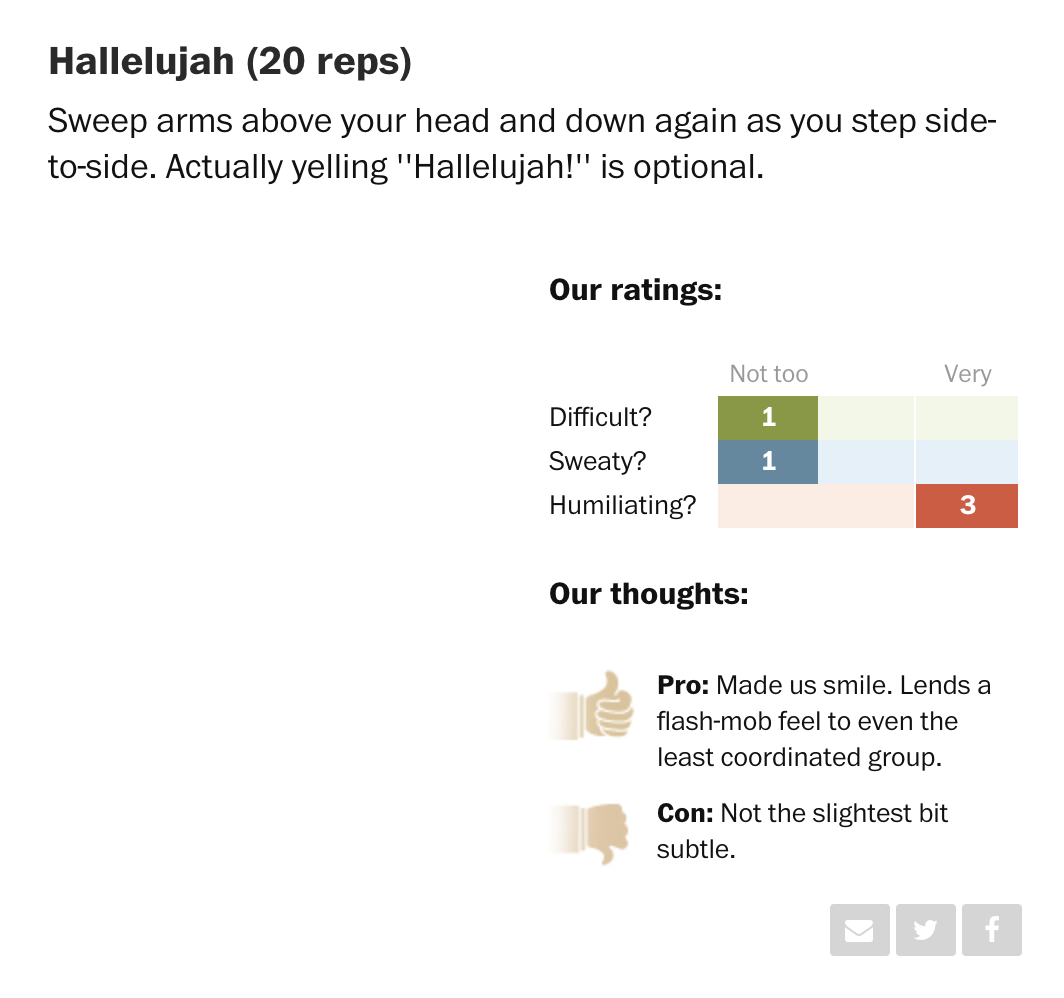 Hallelujah (20 reps)
Sweep arms above your head and down again as you step side-
to-side. Actually yelling "Hallelujah!" is optional.
Our ratings:
Not too Very
Difficult? 1
Sweaty? 1
Humiliating? 3
Our thoughts:
Pro: Made us smile. Lends a
flash-mob feel to even the
least coordinated group.
Con: Not the slightest bit
subtle.